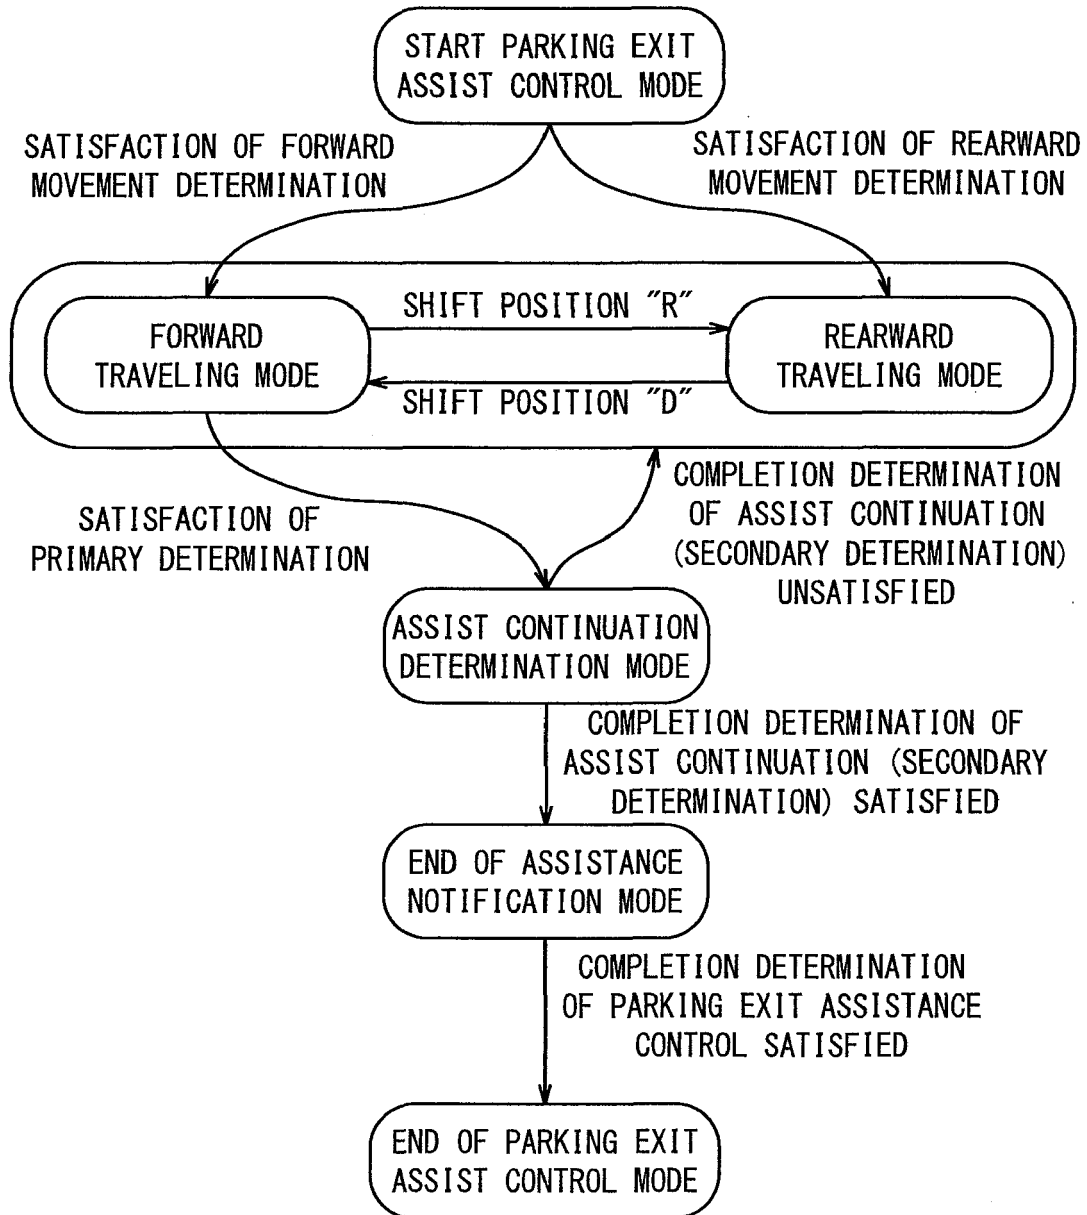 START PARKING EXIT
ASSIST CONTROL MODE
SATISFACTION OF FORWARD
MOVEMENT DETERMINATION
SATISFACTION OF REARWARD
MOVEMENT DETERMINATION
FORWARD
TRAVELING MODE
SHIFT POSITION "R"
SHIFT POSITION "D"
REARWARD
TRAVELING MODE
SATISFACTION OF
PRIMARY DETERMINATION
COMPLETION DETERMINATION
OF ASSIST CONTINUATION
(SECONDARY DETERMINATION)
UNSATISFIED
ASSIST CONTINUATION
DETERMINATION MODE
COMPLETION DETERMINATION OF
ASSIST CONTINUATION (SECONDARY
DETERMINATION) SATISFIED
END OF ASSISTANCE
NOTIFICATION MODE
COMPLETION DETERMINATION
OF PARKING EXIT ASSISTANCE
CONTROL SATISFIED
END OF PARKING EXIT
ASSIST CONTROL MODE